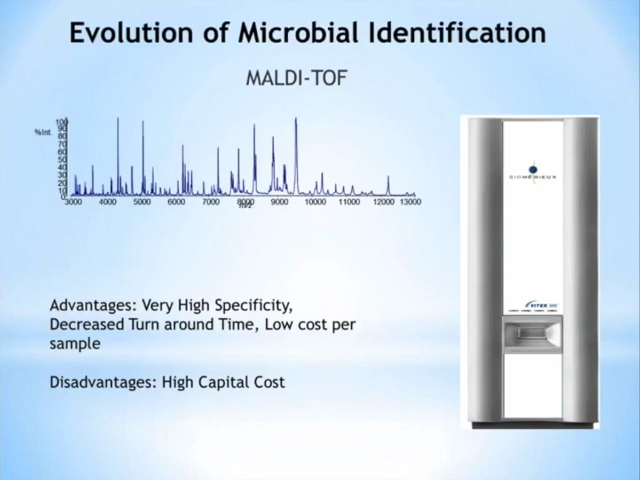 Evolution of Microbial Identification
MALDI-TOF
%Int.
100
90
80
70
60
50
40
30
20
10
0
3000 4000 5000 6000 7000 8000 9000 10000 11000 12000 13000
m/z
BIOMÉRIEUX
VITEK MS
Advantages: Very High Specificity,
Decreased Turn around Time, Low cost per
sample
Disadvantages: High Capital Cost